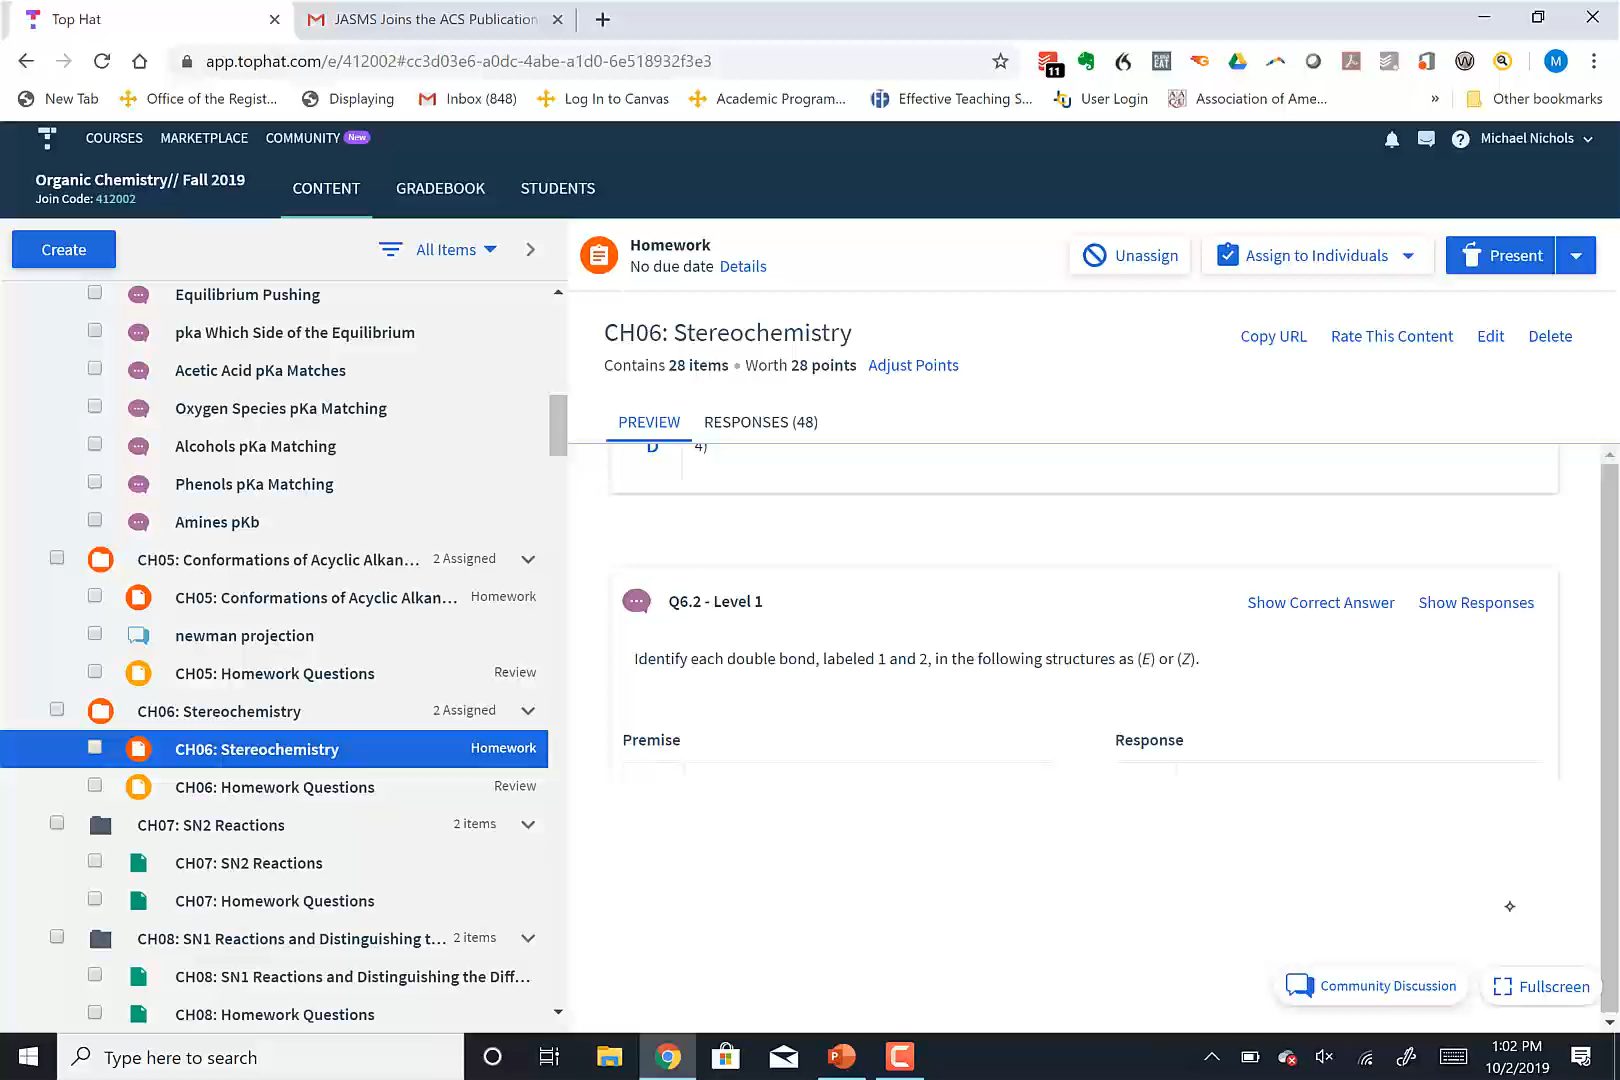 Top Hat
JASMS Joins the ACS Publication
app.tophat.com/e/412002#cc3d03e6-a0dc-4abe-a1d0-6e518932f3e3
11
M
New Tab
Office of the Regist...
Displaying
Inbox (848)
Log In to Canvas
Academic Program...
Effective Teaching S...
User Login
Association of Ame...
»
Other bookmarks
COURSES
MARKETPLACE
COMMUNITY New
Michael Nichols
Organic Chemistry// Fall 2019
Join Code: 412002
CONTENT
GRADEBOOK
STUDENTS
Create
All Items
Equilibrium Pushing
pka Which Side of the Equilibrium
Acetic Acid pKa Matches
Oxygen Species pKa Matching
Alcohols pKa Matching
Phenols pKa Matching
Amines pKb
CH05: Conformations of Acyclic Alkan... 2 Assigned
CH05: Conformations of Acyclic Alkan... Homework
newman projection
CH05: Homework Questions Review
CH06: Stereochemistry 2 Assigned
CH06: Stereochemistry Homework
CH06: Homework Questions Review
CH07: SN2 Reactions 2 items
CH07: SN2 Reactions
CH07: Homework Questions
CH08: SN1 Reactions and Distinguishing t... 2 items
CH08: SN1 Reactions and Distinguishing the Diff...
CH08: Homework Questions
Homework
No due date Details
Unassign
Assign to Individuals
Present
CH06: Stereochemistry
Contains 28 items • Worth 28 points Adjust Points
Copy URL
Rate This Content
Edit
Delete
PREVIEW
RESPONSES (48)
D 4)
Q6.2 - Level 1
Show Correct Answer
Show Responses
Identify each double bond, labeled 1 and 2, in the following structures as (E) or (Z).
Premise
Response
Community Discussion
Fullscreen
Type here to search
1:02 PM
10/2/2019